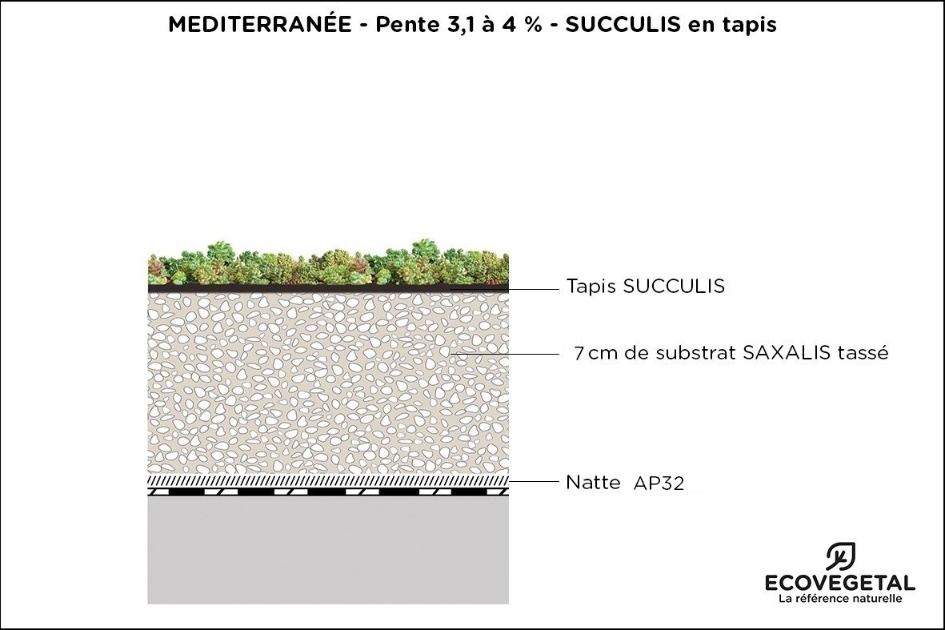 MEDITERRANÉE - Pente 3,1 à 4 % - SUCCULIS en tapis
Tapis SUCCULIS
7 cm de substrat SAXALIS tassé
Natte AP32
ECOVEGETAL
La référence naturelle